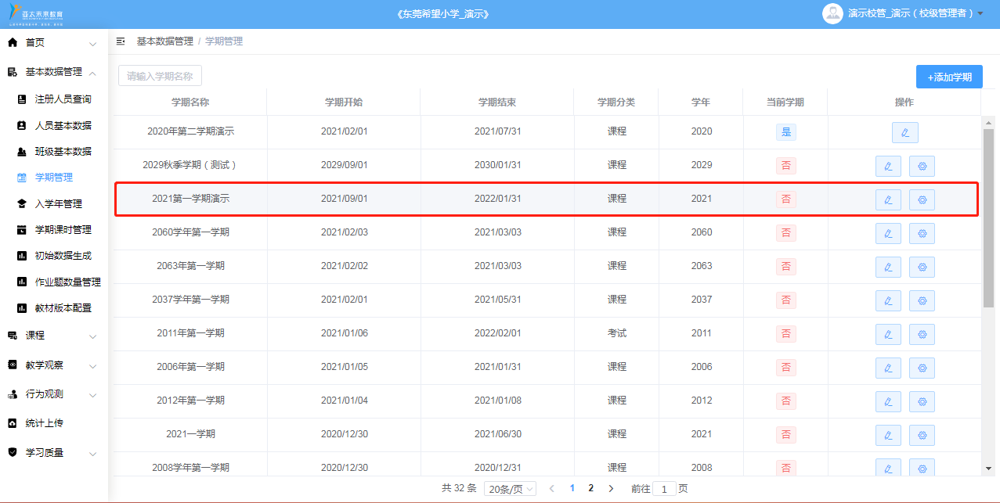 亚太未来教育
《东莞希望小学_演示》
演示校管_演示（校级管理者）
首页
基本数据管理
注册人员查询
人员基本数据
班级基本数据
学期管理
入学年管理
学期课时管理
初始数据生成
作业题数量管理
教材版本配置
课程
教学观察
行为观测
统计上传
学习质量
基本数据管理 / 学期管理
请输入学期名称
+添加学期
学期名称 学期开始 学期结束 学期分类 学年 当前学期 操作
2020年第二学期演示 2021/02/01 2021/07/31 课程 2020 是
2029秋季学期（测试） 2029/09/01 2030/01/31 课程 2029 否
2021第一学期演示 2021/09/01 2022/01/31 课程 2021 否
2060学年第一学期 2021/02/03 2021/03/03 课程 2060 否
2063年第一学期 2021/02/02 2021/03/03 课程 2063 否
2037学年第一学期 2021/02/01 2021/05/31 课程 2037 否
2011年第一学期 2021/01/06 2022/02/01 考试 2011 否
2006年第一学期 2021/01/05 2021/01/31 课程 2006 否
2012年第一学期 2021/01/04 2021/01/08 课程 2012 否
2021一学期 2020/12/30 2021/06/30 课程 2021 否
2008学年第一学期 2020/12/30 2020/12/31 课程 2008 否
共 32 条 20条/页 1 2 前往 1 页